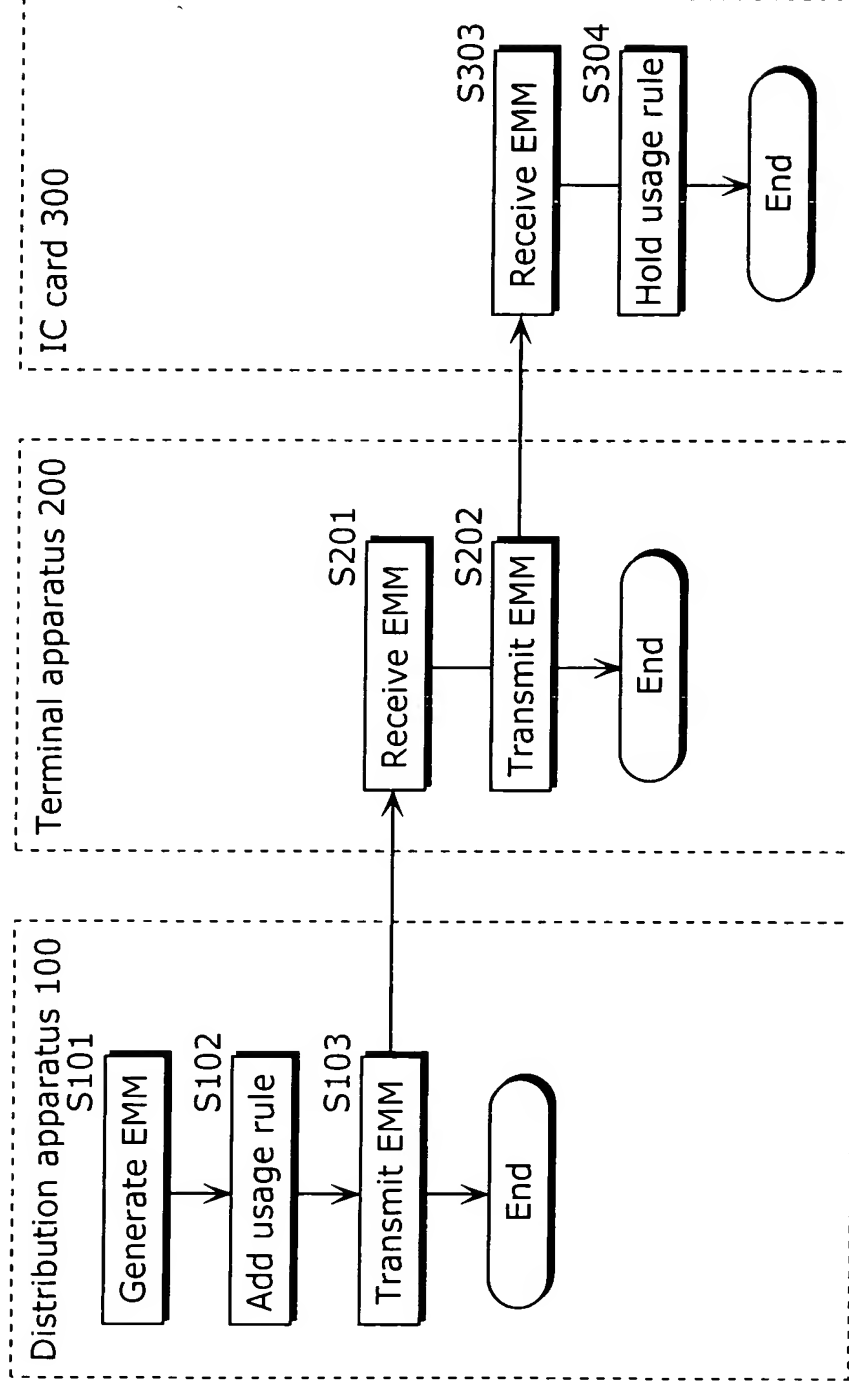 Distribution apparatus 100
S101
Generate EMM
S102
Add usage rule
S103
Transmit EMM
End
Terminal apparatus 200
S201
Receive EMM
S202
Transmit EMM
End
IC card 300
S303
Receive EMM
S304
Hold usage rule
End